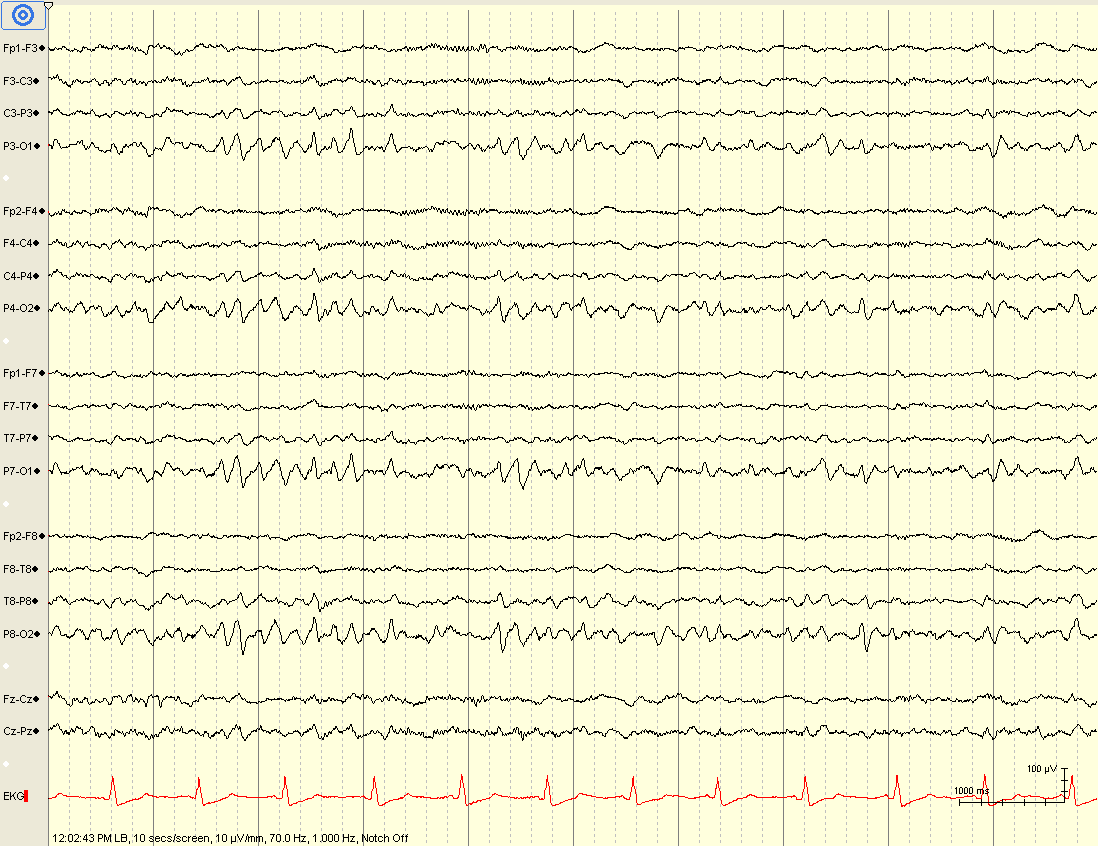 Fp1-F3
F3-C3
C3-P3
P3-O1
Fp2-F4
F4-C4
C4-P4
P4-O2
Fp1-F7
F7-T7
T7-P7
P7-O1
Fp2-F8
F8-T8
T8-P8
P8-O2
Fz-Cz
Cz-Pz
100 µV
1000 ms
EKG
12:02:43 PM LB, 10 secs/screen, 10 µV/mm, 70.0 Hz, 1.000 Hz, Notch Off